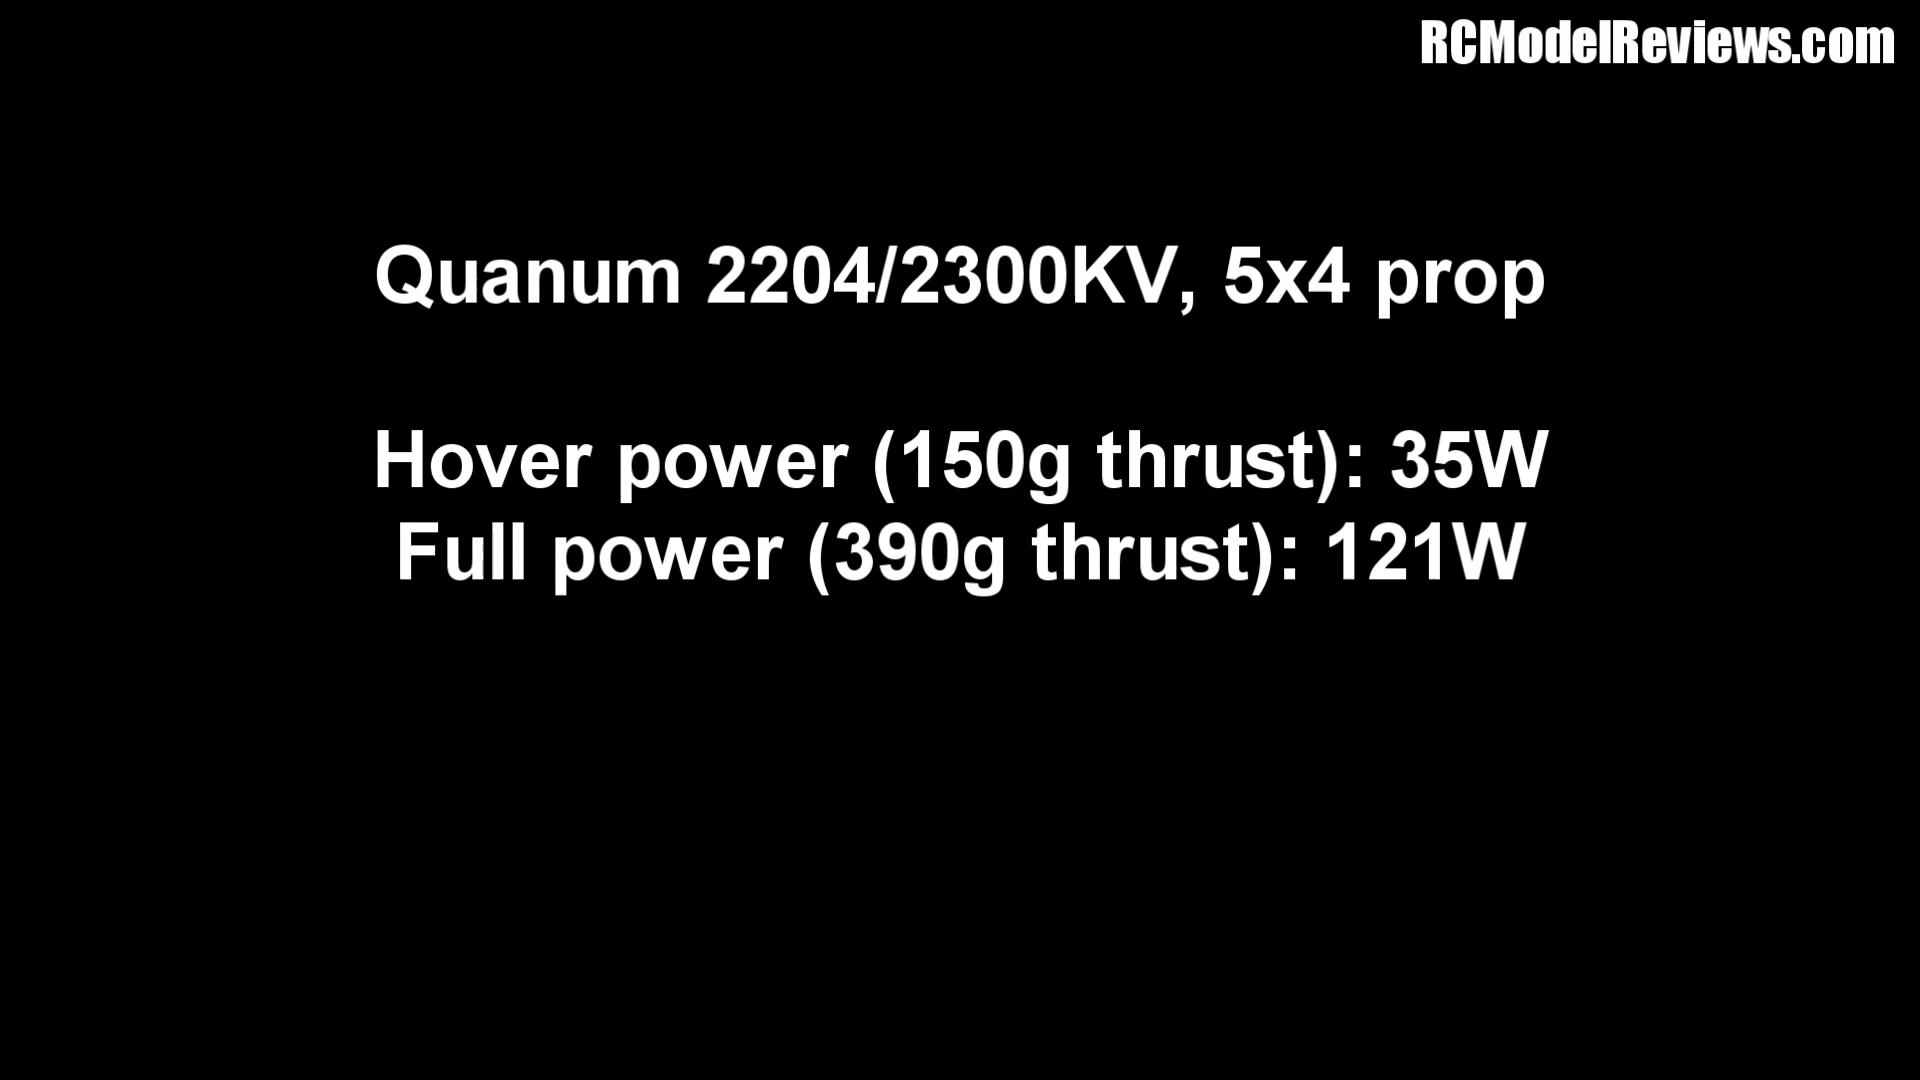 RCModelReviews.com
Quanum 2204/2300KV, 5x4 prop
Hover power (150g thrust): 35W
Full power (390g thrust): 121W